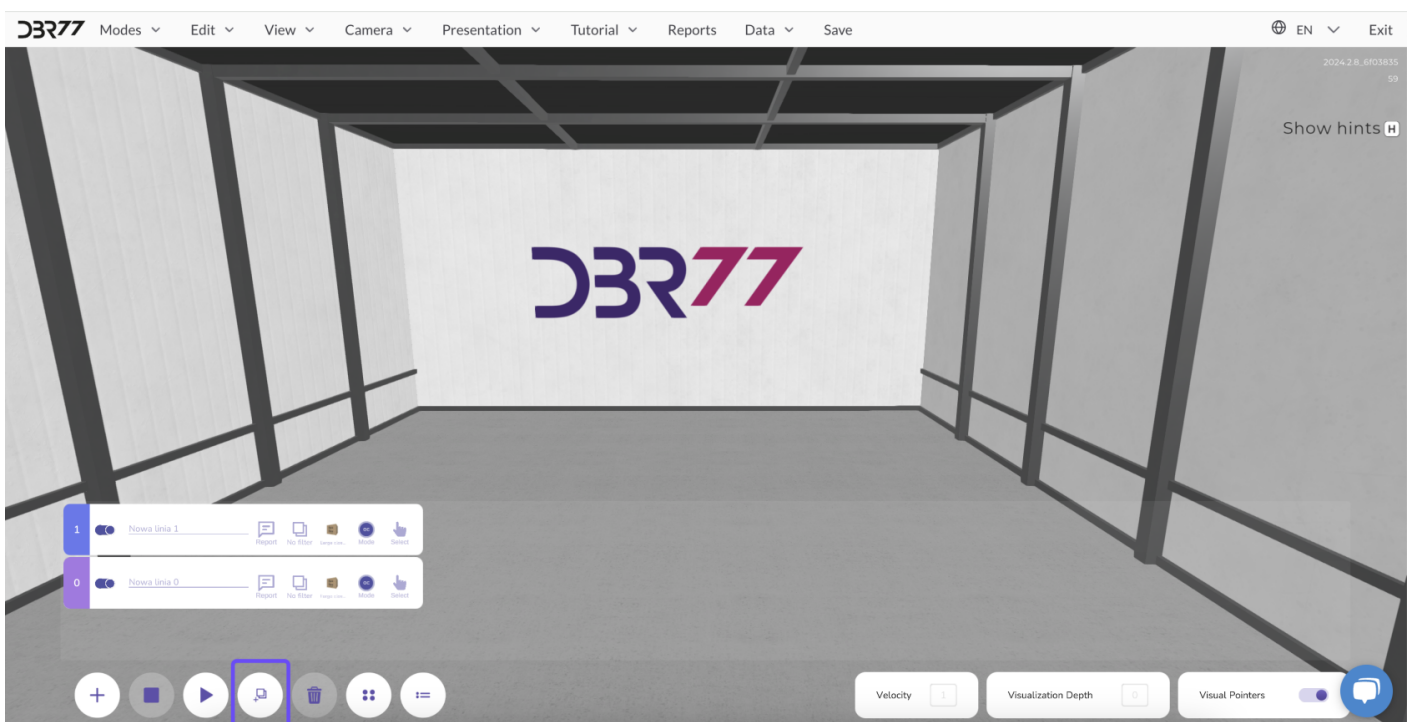 DBR77 Modes Edit View Camera Presentation Tutorial Reports Data Save EN Exit
2024.2.8_6f03835
59
Show hints H
DBR77
1 Nowa linia 1 Report No filter Mode Select
0 Nowa linia 0 Report No filter Mode Select
Velocity 1 Visualization Depth 0 Visual Pointers